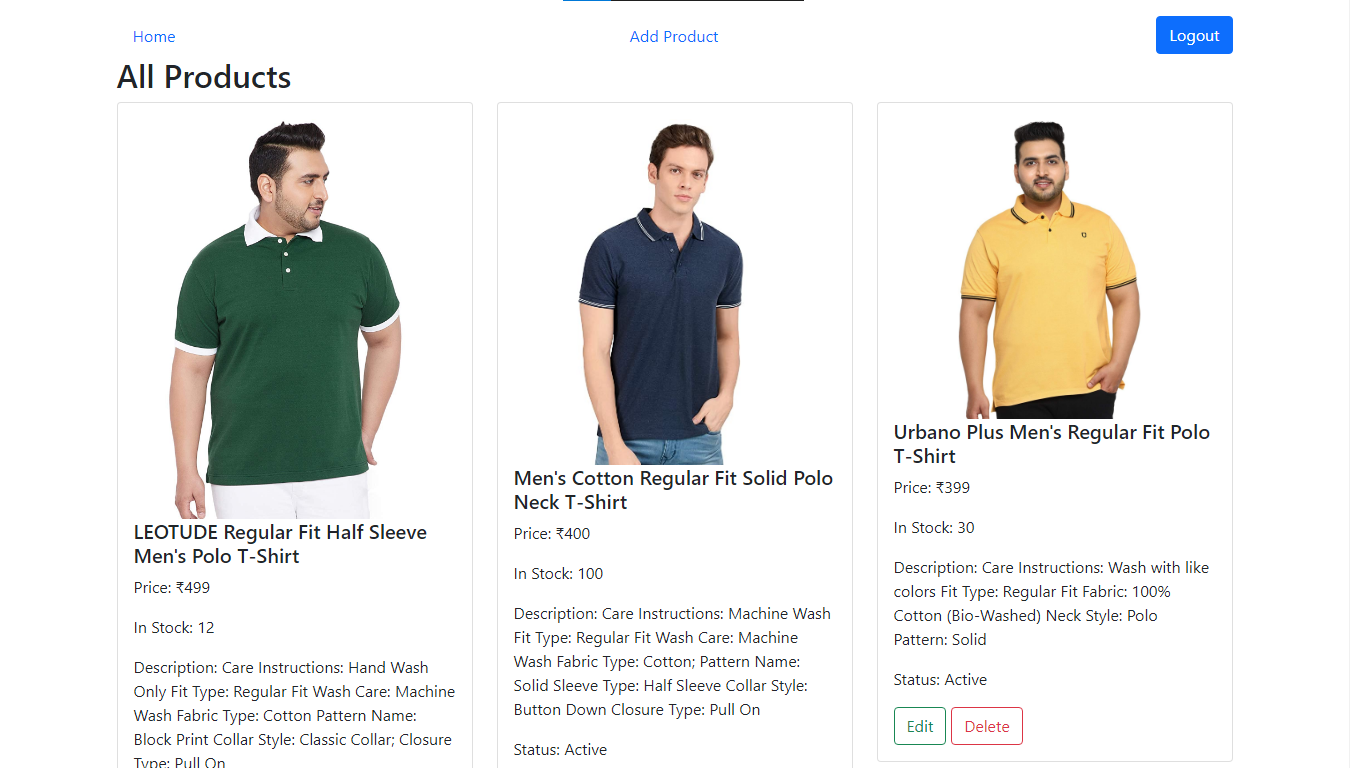 Home
Add Product
Logout
All Products
LEOTUDE Regular Fit Half Sleeve
Men's Polo T-Shirt
Price: ₹499
In Stock: 12
Description: Care Instructions: Hand Wash
Only Fit Type: Regular Fit Wash Care: Machine
Wash Fabric Type: Cotton Pattern Name:
Block Print Collar Style: Classic Collar; Closure
Type: Pull On
Men's Cotton Regular Fit Solid Polo
Neck T-Shirt
Price: ₹400
In Stock: 100
Description: Care Instructions: Machine Wash
Fit Type: Regular Fit Wash Care: Machine
Wash Fabric Type: Cotton; Pattern Name:
Solid Sleeve Type: Half Sleeve Collar Style:
Button Down Closure Type: Pull On
Status: Active
Urbano Plus Men's Regular Fit Polo
T-Shirt
Price: ₹399
In Stock: 30
Description: Care Instructions: Wash with like
colors Fit Type: Regular Fit Fabric: 100%
Cotton (Bio-Washed) Neck Style: Polo
Pattern: Solid
Status: Active
Edit
Delete